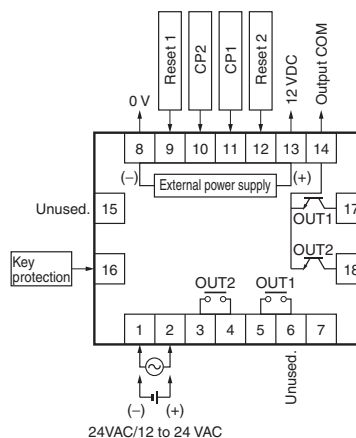 Reset 1
CP2
CP1
Reset 2
12 VDC
Output COM
0 V
8 9 10 11 12 13 14
(−) External power supply (+)
Unused. 15
17
OUT1
Key
protection
16
OUT2
18
OUT2 OUT1
1 2 3 4 5 6 7
Unused.
(−) (+)
24VAC/12 to 24 VAC